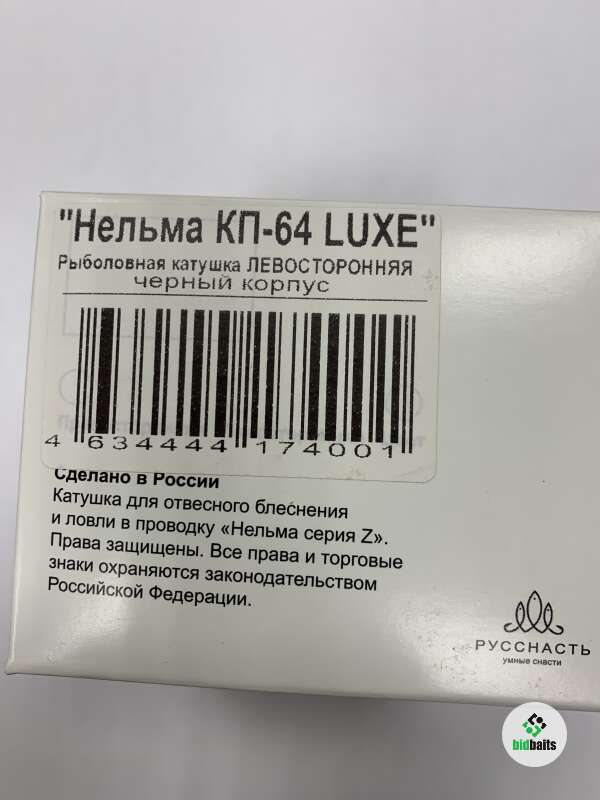 "Нельма КП-64 LUXE"
Рыболовная катушка ЛЕВОСТОРОННЯЯ
черный корпус
4 634444 174001
Сделано в России
Катушка для отвесного блеснения
и ловли в проводку «Нельма серия Z».
Права защищены. Все права и торговые
знаки охраняются законодательством
Российской Федерации.
РУССНАСТЬ
умные снасти
bidbaits